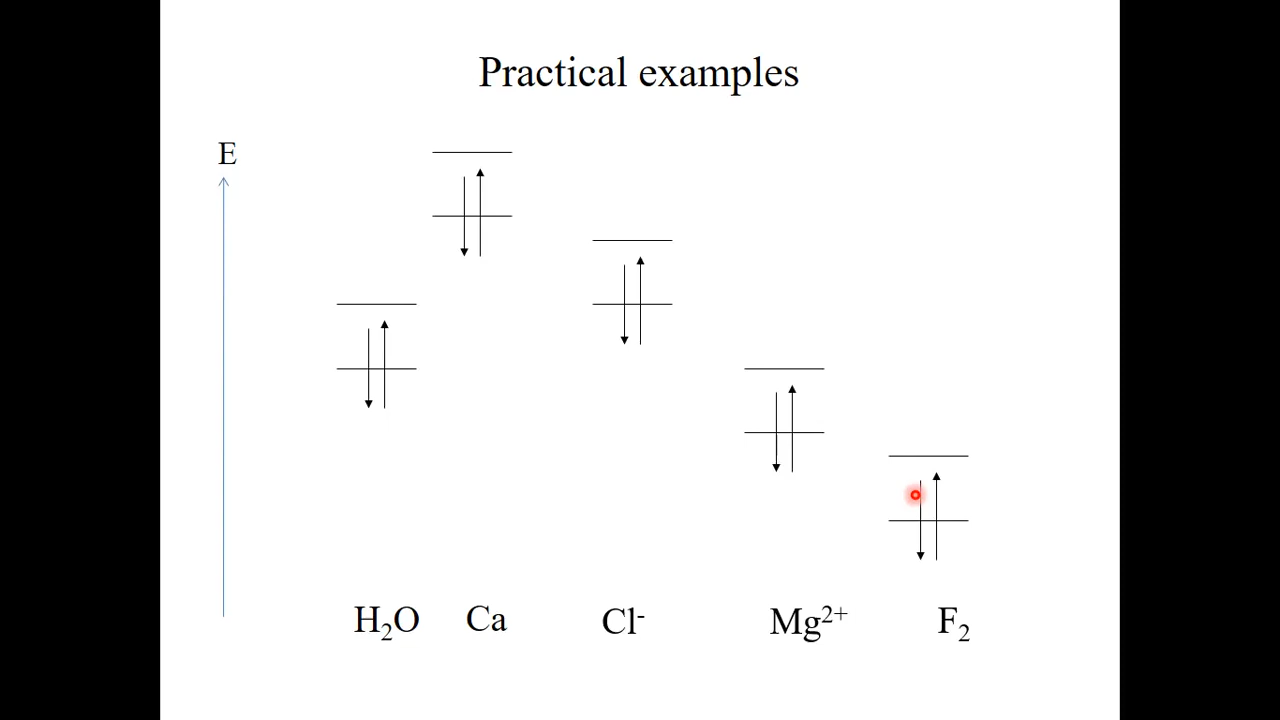 Practical examples
E
H₂O Ca Cl⁻ Mg²⁺ F₂